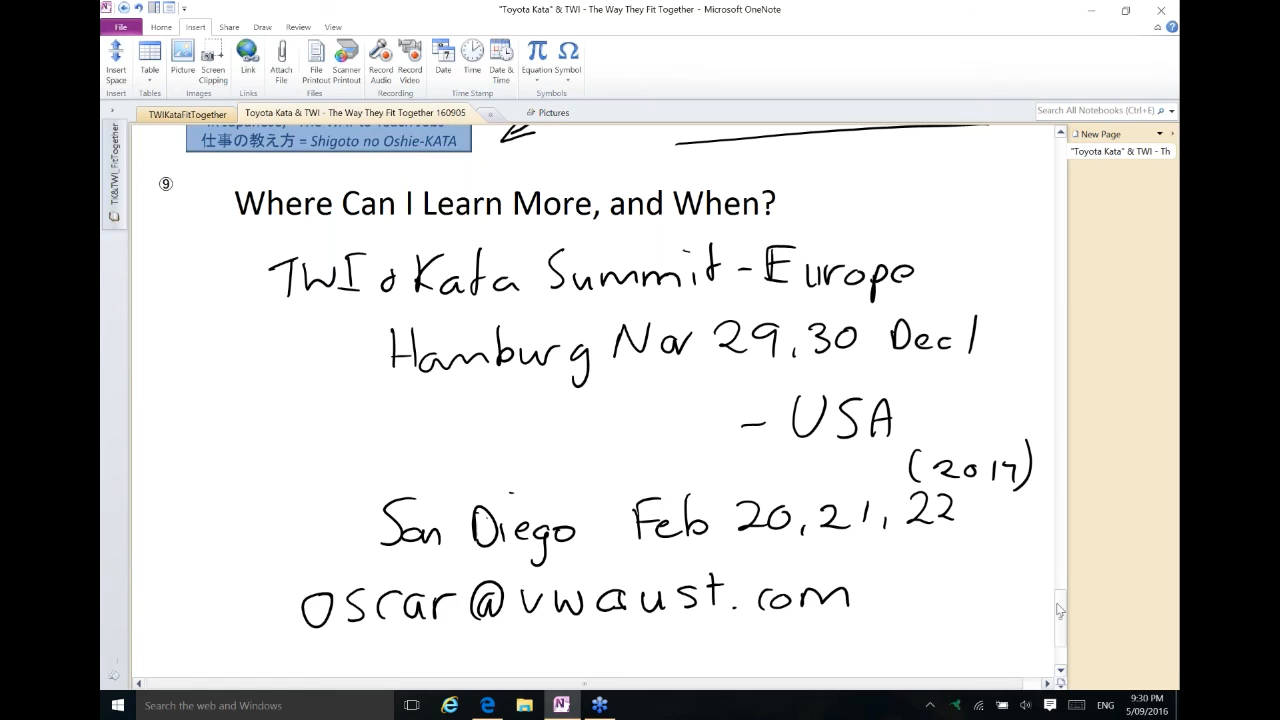 "Toyota Kata" & TWI - The Way They Fit Together - Microsoft OneNote
File Home Insert Share Draw Review View
Insert Space Table Picture Screen Clipping Link Attach File File Printout Scanner Printout Record Audio Record Video Date Time Date & Time Equation Symbol
Insert Tables Images Links Files Recording Time Stamp Symbols
TWIKataFitTogether Toyota Kata & TWI - The Way They Fit Together 160905 Pictures Search All Notebooks (Ctrl+E)
New Page
"Toyota Kata" & TWI - Th
TK&TWI_FitTogether
仕事の教え方 = Shigoto no Oshie-KATA
⑨
Where Can I Learn More, and When?
TWI & Kata Summit - Europe
Hamburg Nov 29, 30 Dec 1
- USA
(2017)
San Diego Feb 20, 21, 22
oscar@vwaust.com
Search the web and Windows
ENG
9:30 PM
5/09/2016